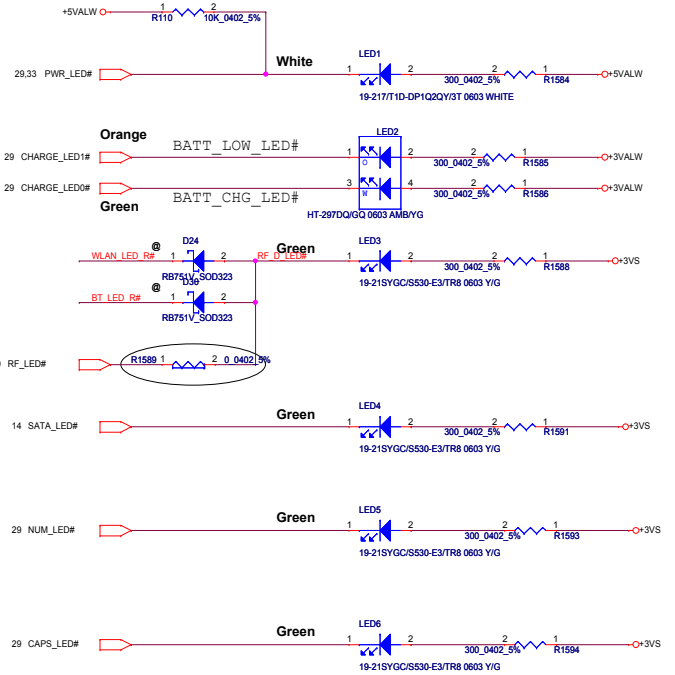 +5VALW 1 2
R110 10K_0402_5%
White LED1
29,33 PWR_LED# 1 2 2 1 +5VALW
300_0402_5% R1584
19-217/T1D-DP1Q2QY/3T 0603 WHITE
Orange LED2
BATT_LOW_LED#
29 CHARGE_LED1# 1 O 2 2 1 +3VALW
300_0402_5% R1585
29 CHARGE_LED0# 3 W 4 2 1 +3VALW
BATT_CHG_LED# 300_0402_5% R1586
Green
HT-297DQ/GQ 0603 AMB/YG
@ D24 Green LED3
WLAN_LED_R# 1 2 RF_D_LED# 1 2 2 1 +3VS
300_0402_5% R1588
RB751V_SOD323 19-21SYGC/S530-E3/TR8 0603 Y/G
@ D30
BT_LED_R# 1 2
RB751V_SOD323
RF_LED# R1589 1 2 0_0402_5%
Green LED4
14 SATA_LED# 1 2 2 1 +3VS
300_0402_5% R1591
19-21SYGC/S530-E3/TR8 0603 Y/G
Green LED5
29 NUM_LED# 1 2 2 1 +3VS
300_0402_5% R1593
19-21SYGC/S530-E3/TR8 0603 Y/G
Green LED6
29 CAPS_LED# 1 2 2 1 +3VS
300_0402_5% R1594
19-21SYGC/S530-E3/TR8 0603 Y/G